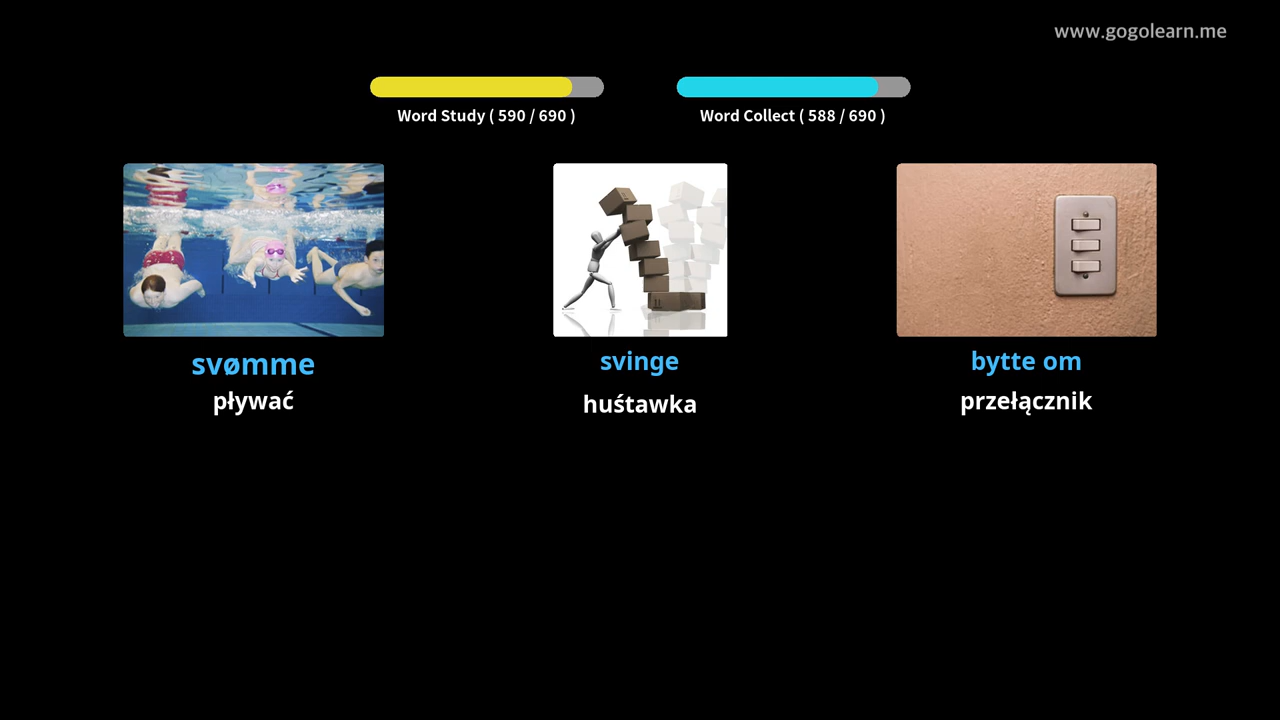 www.gogolearn.me
Word Study ( 590 / 690 )
Word Collect ( 588 / 690 )
svømme
svinge
bytte om
pływać
huśtawka
przełącznik